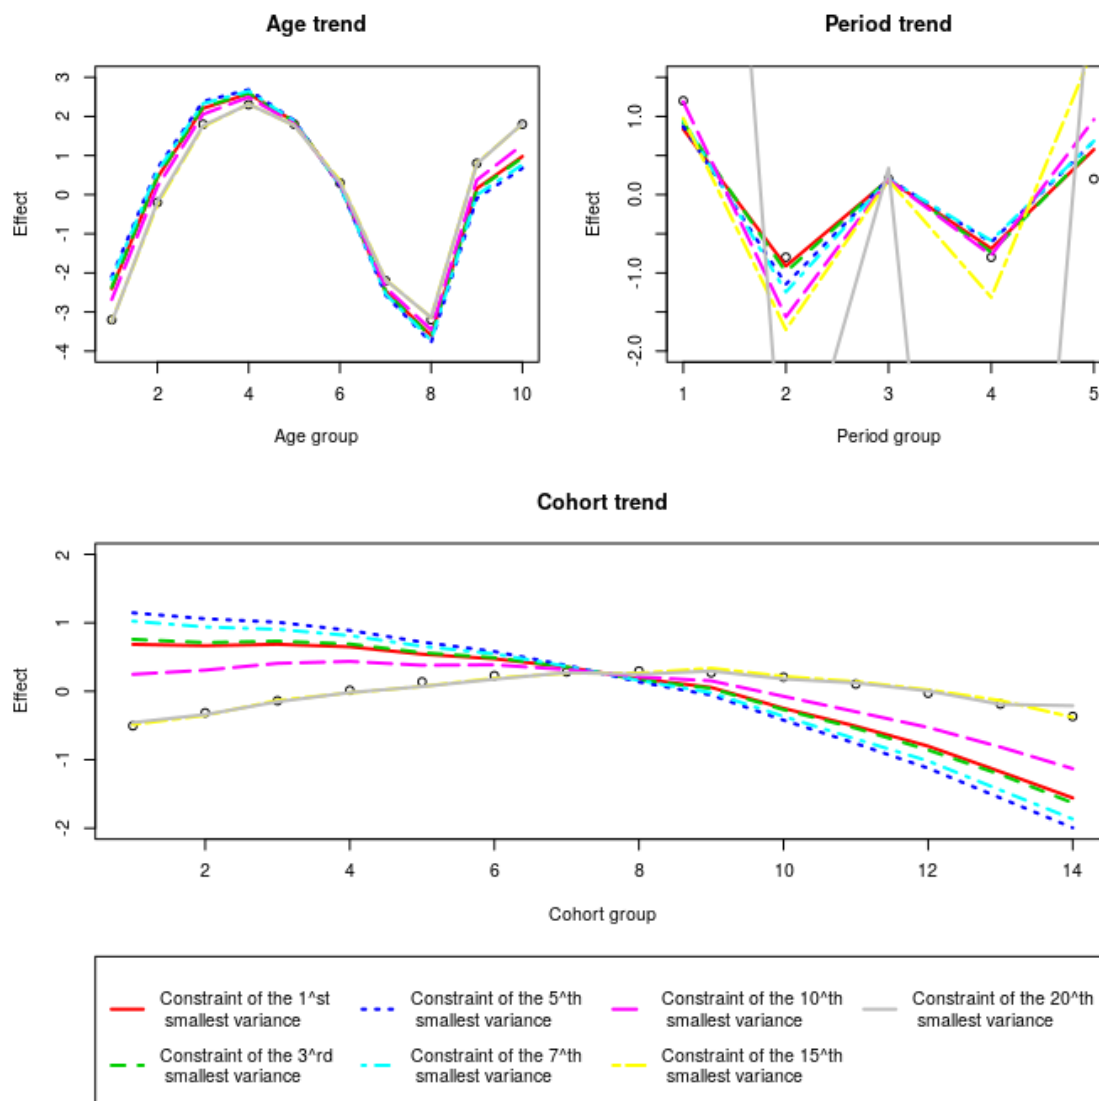 Age trend
Period trend
Effect
3
2
1
0
-1
-2
-3
-4
2
4
6
8
10
Age group
Effect
1.0
0.0
-1.0
-2.0
1
2
3
4
5
Period group
Cohort trend
Effect
2
1
0
-1
-2
2
4
6
8
10
12
14
Cohort group
Constraint of the 1^st
smallest variance
Constraint of the 5^th
smallest variance
Constraint of the 10^th
smallest variance
Constraint of the 20^th
smallest variance
Constraint of the 3^rd
smallest variance
Constraint of the 7^th
smallest variance
Constraint of the 15^th
smallest variance